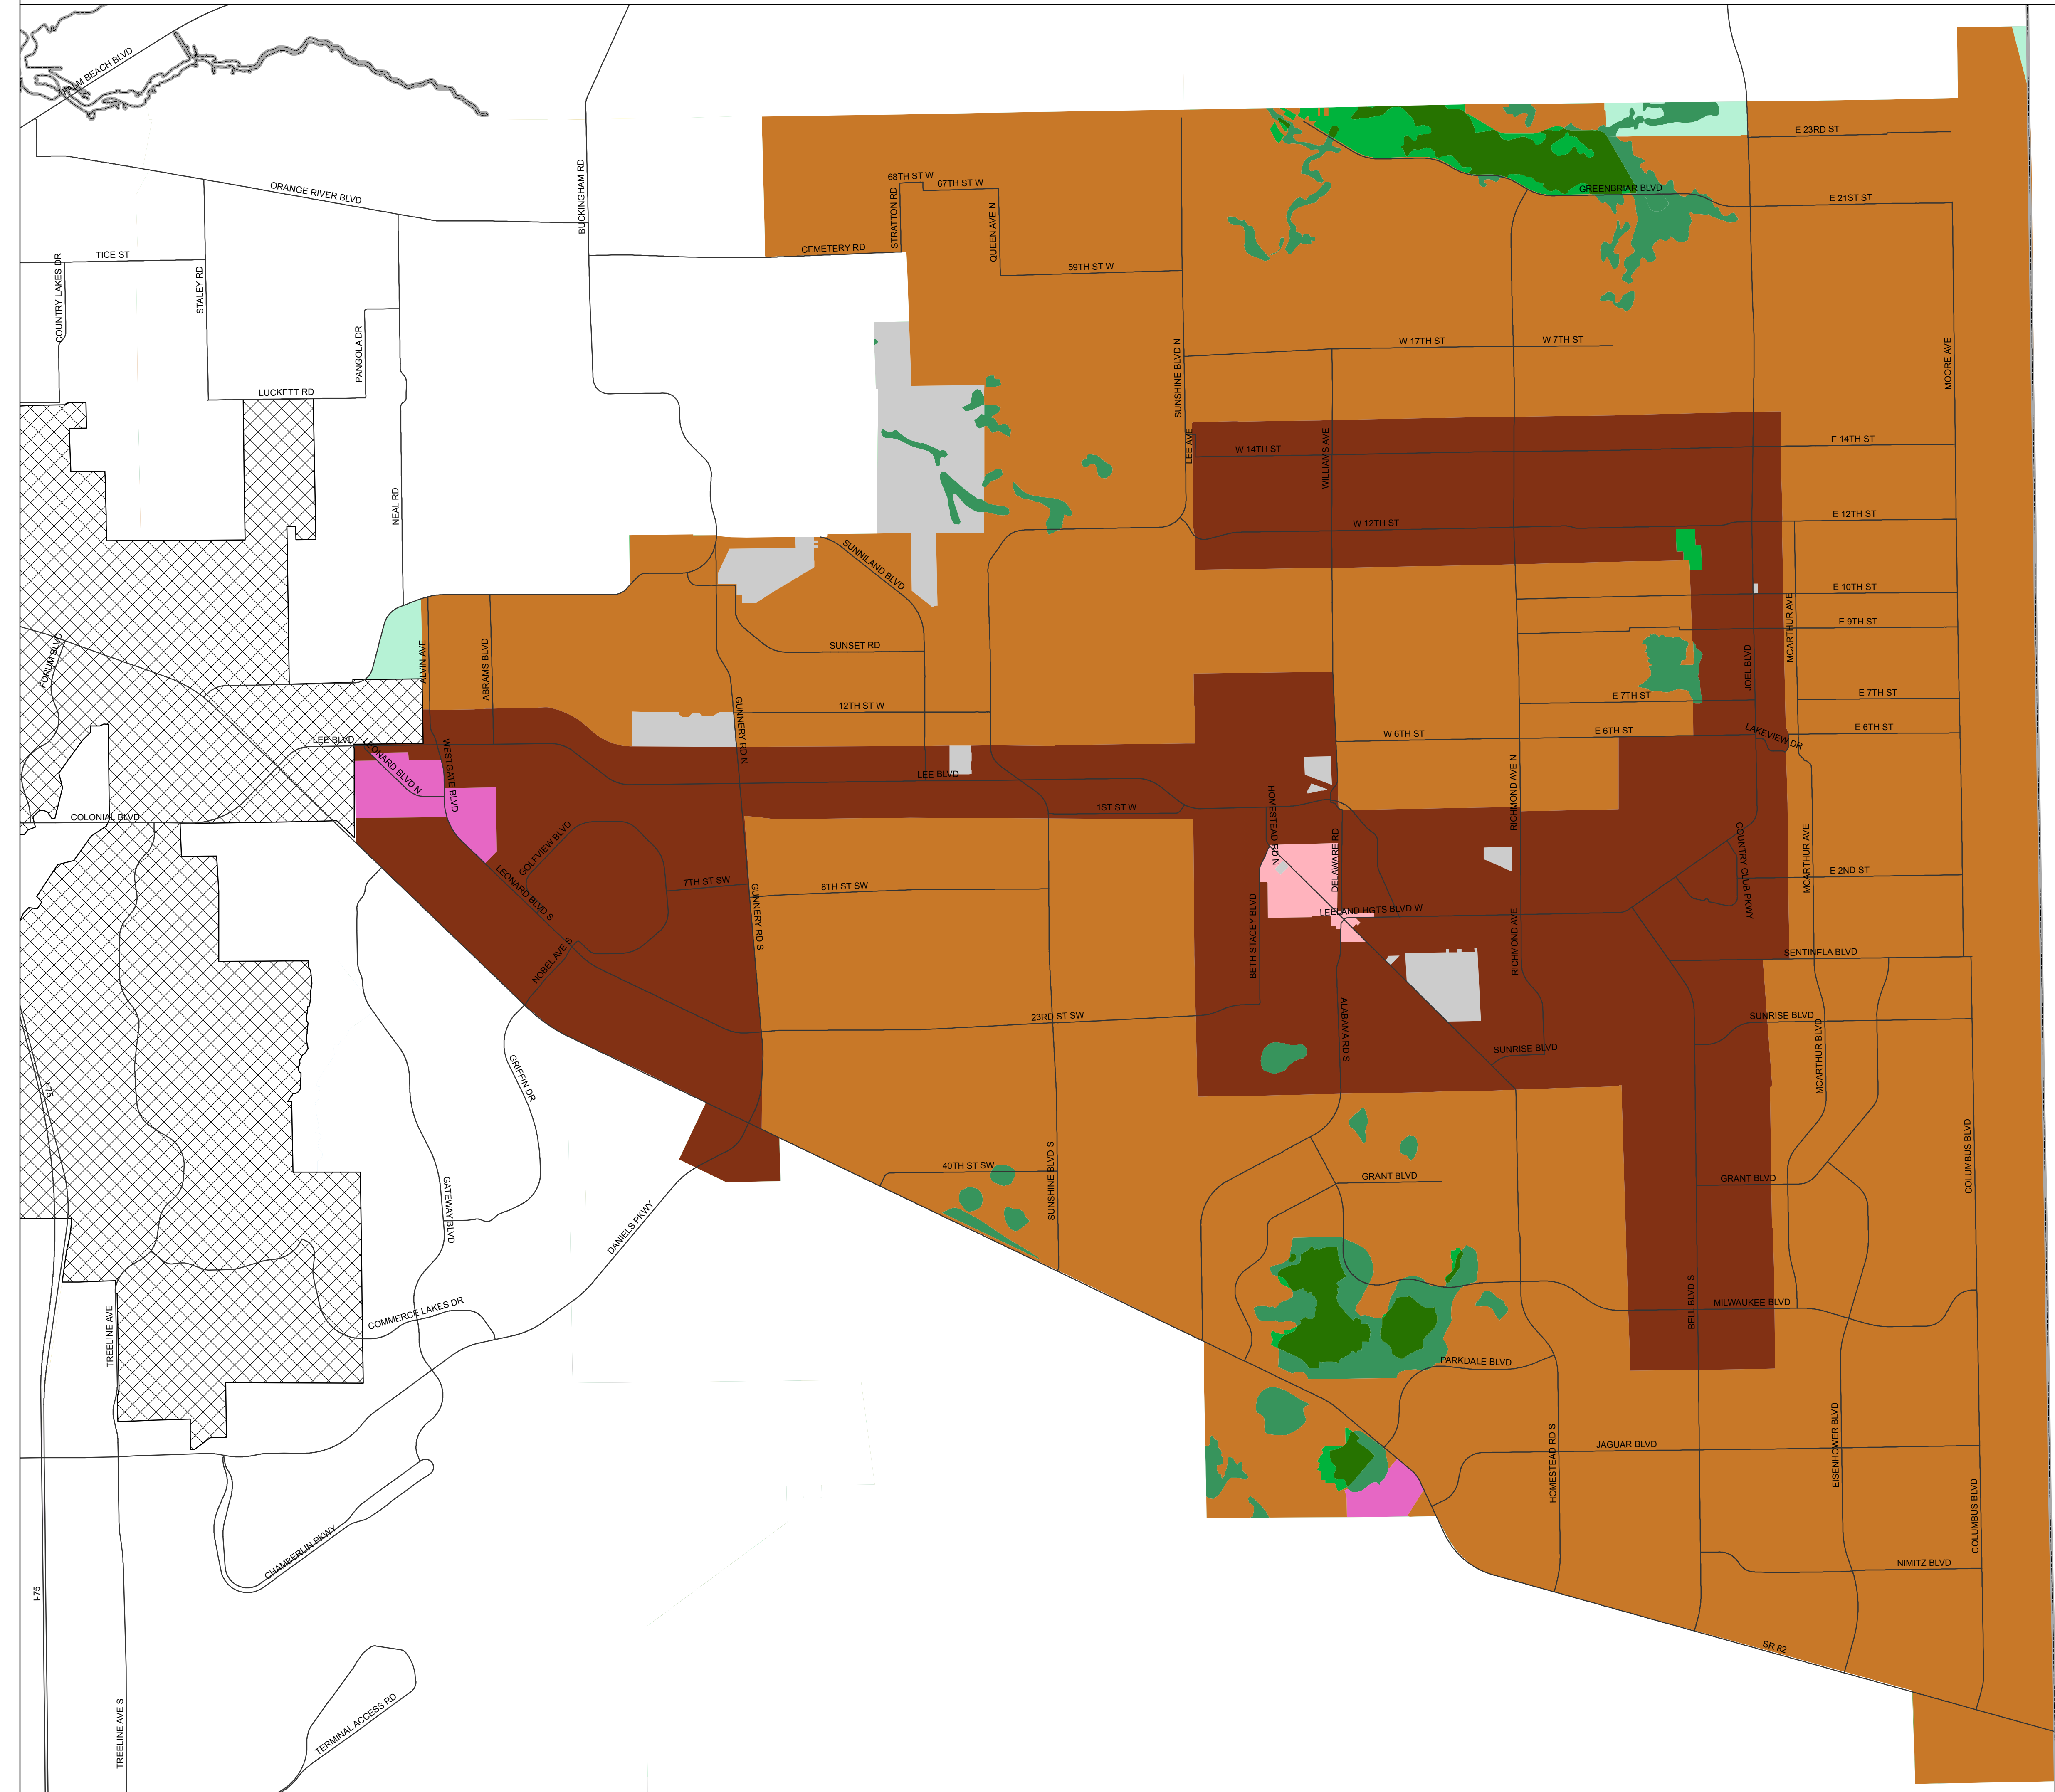 PALM BEACH BLVD
E 23RD ST
BUCKINGHAM RD
68TH ST W
67TH ST W
ORANGE RIVER BLVD
GREENBRIAR BLVD
E 21ST ST
STRATTON RD
QUEEN AVE N
CEMETERY RD
TICE ST
59TH ST W
COUNTRY LAKES DR
STALEY RD
PANGOLA DR
SUNSHINE BLVD N
W 17TH ST
W 7TH ST
MOORE AVE
LUCKETT RD
LEE AVE
W 14TH ST
WILLIAMS AVE
E 14TH ST
NEAL RD
W 12TH ST
E 12TH ST
SUNNILAND BLVD
E 10TH ST
MCARTHUR AVE
E 9TH ST
FORUM BLVD
ALVIN AVE
ABRAMS BLVD
SUNSET RD
JOEL BLVD
E 7TH ST
E 7TH ST
12TH ST W
GUNNERY RD N
LEE BLVD
LEONARD BLVD N
WESTGATE BLVD
W 6TH ST
E 6TH ST
LAKEVIEW DR
E 6TH ST
LEE BLVD
RICHMOND AVE N
1ST ST W
HOMESTEAD RD N
COLONIAL BLVD
GOLFVIEW BLVD
DELAWARE RD
COUNTRY CLUB PKWY
MCARTHUR AVE
E 2ND ST
LEONARD BLVD S
7TH ST SW
GUNNERY RD S
8TH ST SW
LEELAND HGTS BLVD W
BETH STACEY BLVD
RICHMOND AVE
NOBEL AVE S
SENTINELA BLVD
23RD ST SW
ALABAMA RD S
SUNRISE BLVD
SUNRISE BLVD
MCARTHUR BLVD
I-75
GRIFFIN DR
40TH ST SW
SUNSHINE BLVD S
GRANT BLVD
GRANT BLVD
COLUMBUS BLVD
GATEWAY BLVD
DANIELS PKWY
COMMERCE LAKES DR
TREELINE AVE
BELL BLVD S
MILWAUKEE BLVD
PARKDALE BLVD
JAGUAR BLVD
HOMESTEAD RD S
EISENHOWER BLVD
COLUMBUS BLVD
CHAMBERLIN PKWY
NIMITZ BLVD
I-75
SR 82
TREELINE AVE S
TERMINAL ACCESS RD